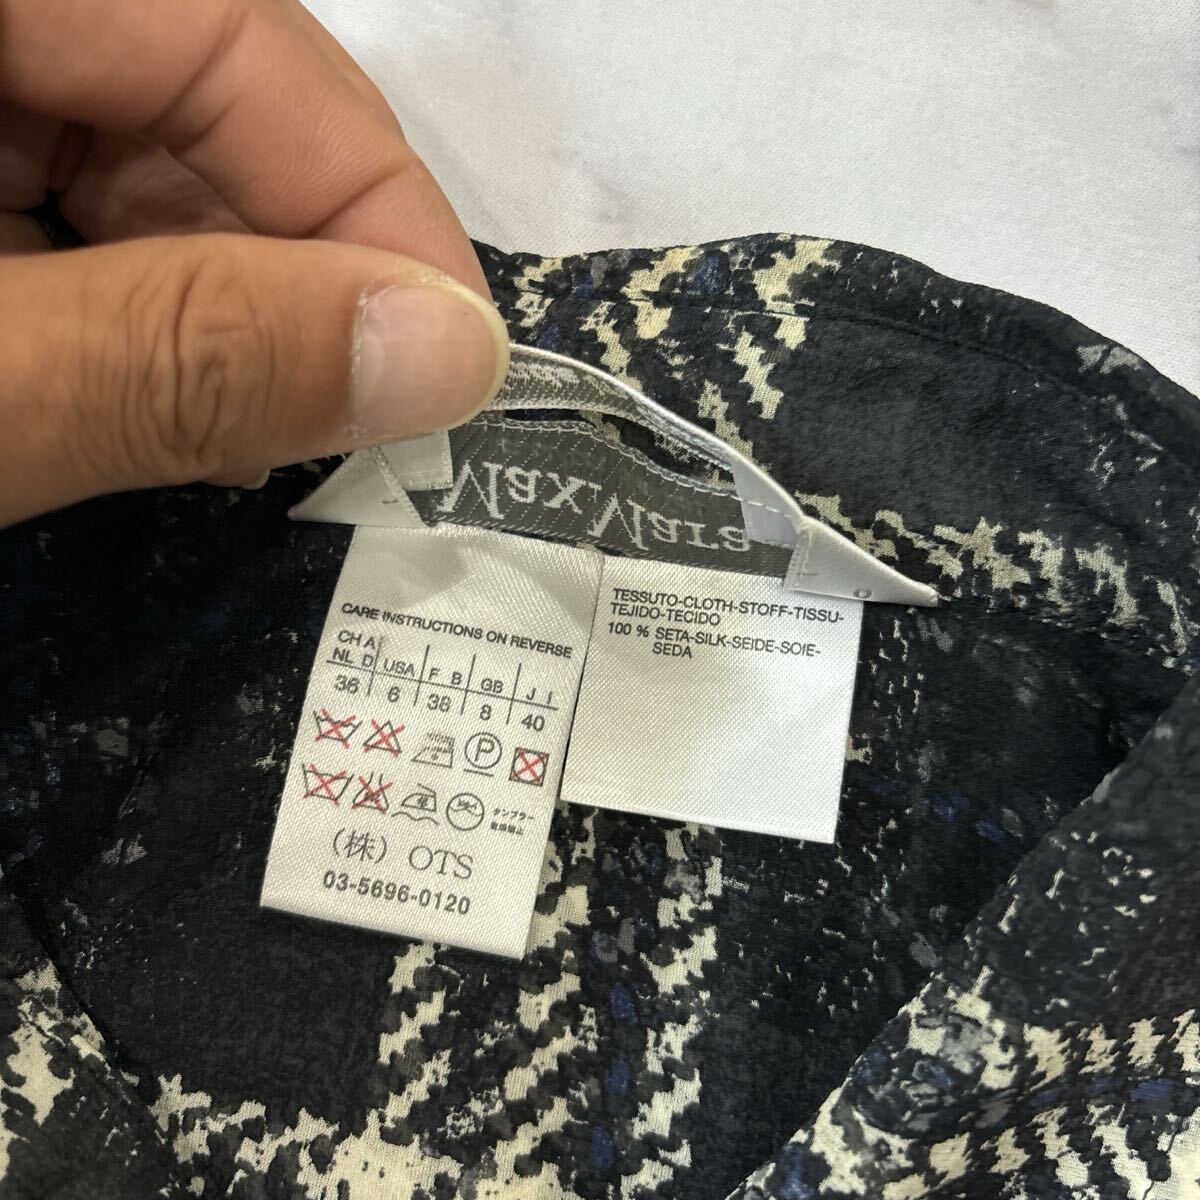 MaxMara
CARE INSTRUCTIONS ON REVERSE
CH A USA F B GB J I
NL D
36 6 38 8 40
P
タンブラー
乾燥禁止
(株) OTS
03-5696-0120
TESSUTO-CLOTH-STOFF-TISSU-
TEJIDO-TECIDO
100 % SETA-SILK-SEIDE-SOIE-
SEDA